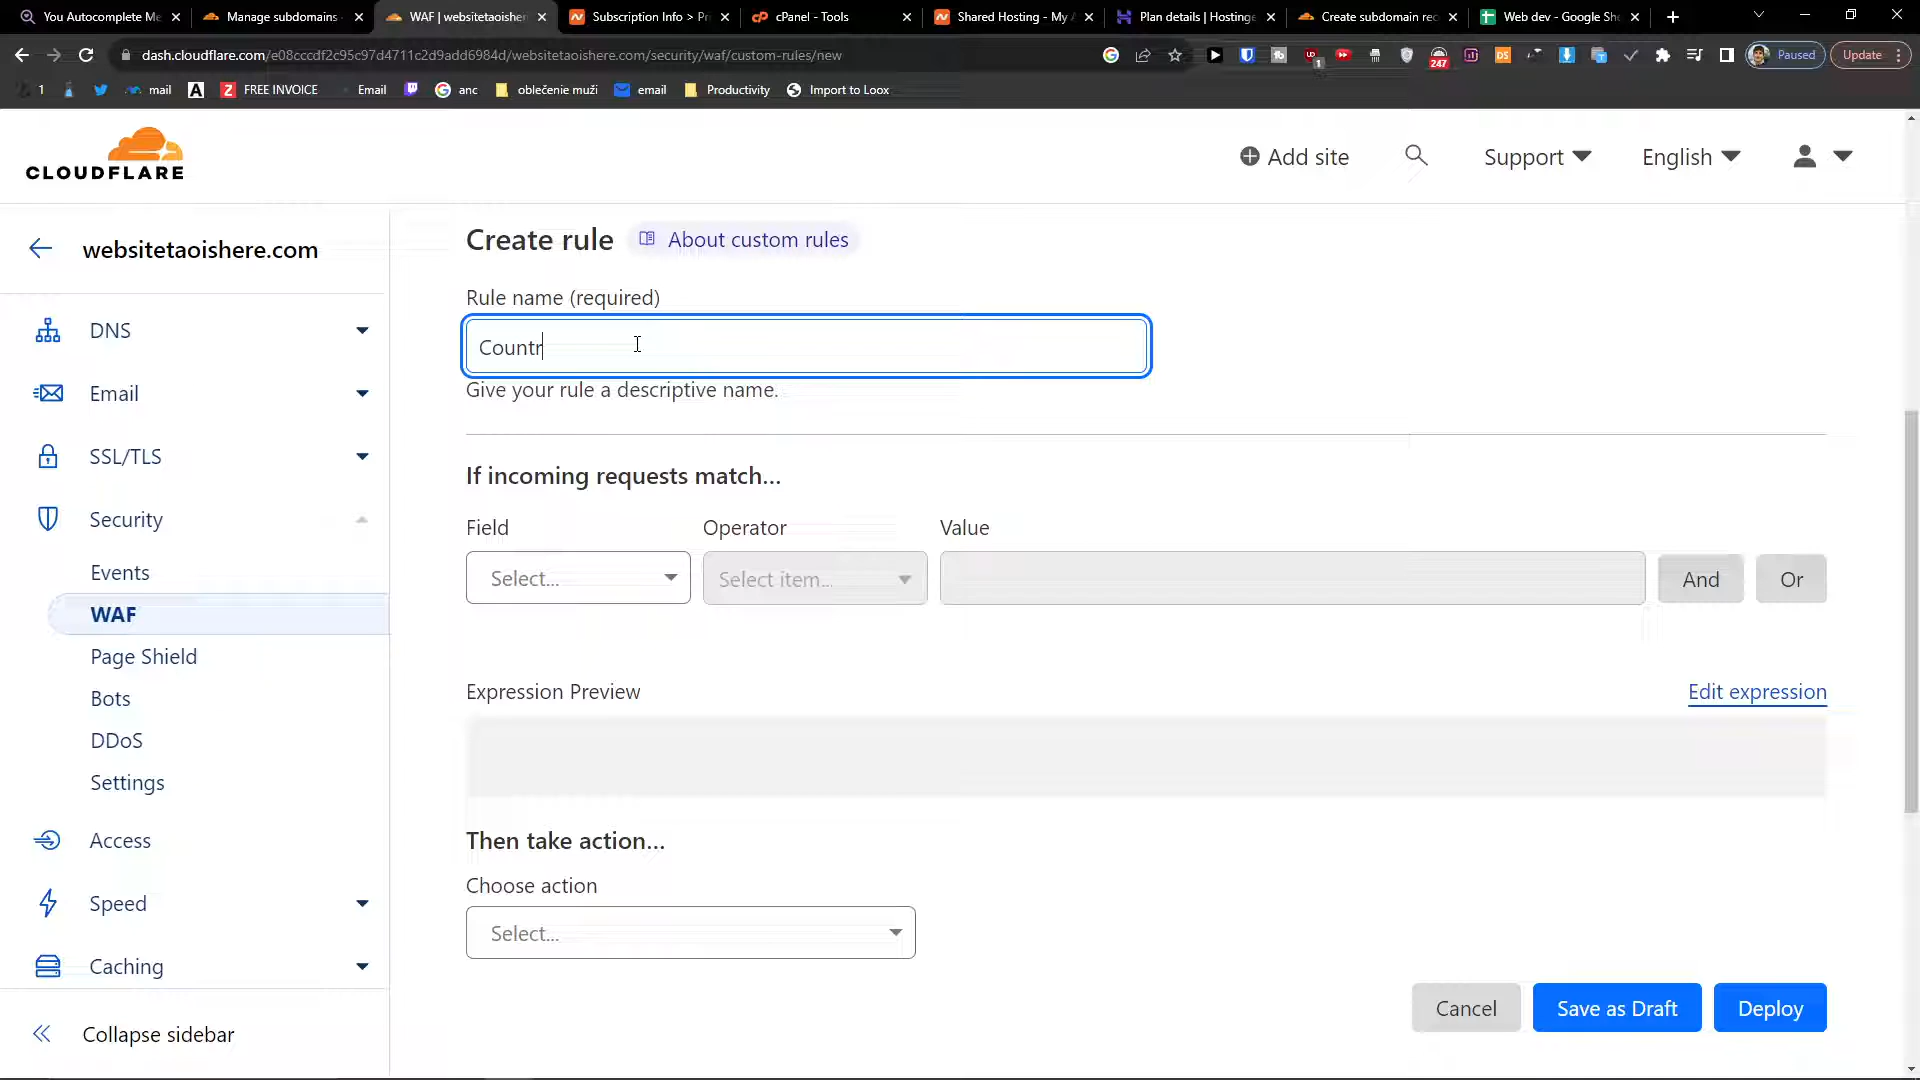 You Autocomplete Me
Manage subdomains
WAF | websitetaoisher
Subscription Info > Pr
cPanel - Tools
Shared Hosting - My A
Plan details | Hostinge
Create subdomain rec
Web dev - Google She
dash.cloudflare.com/e08cccdf2c95c97d4711c2d9add6984d/websitetaoishere.com/security/waf/custom-rules/new
1
247
Paused
Update
1
mail
FREE INVOICE
Email
anc
oblečenie muži
email
Productivity
Import to Loox
CLOUDFLARE
Add site
Support
English
websitetaoishere.com
DNS
Email
SSL/TLS
Security
Events
WAF
Page Shield
Bots
DDoS
Settings
Access
Speed
Caching
Collapse sidebar
Create rule
About custom rules
Rule name (required)
Countr
Give your rule a descriptive name.
If incoming requests match...
Field
Operator
Value
Select...
Select item...
And
Or
Expression Preview
Edit expression
Then take action...
Choose action
Select...
Cancel
Save as Draft
Deploy